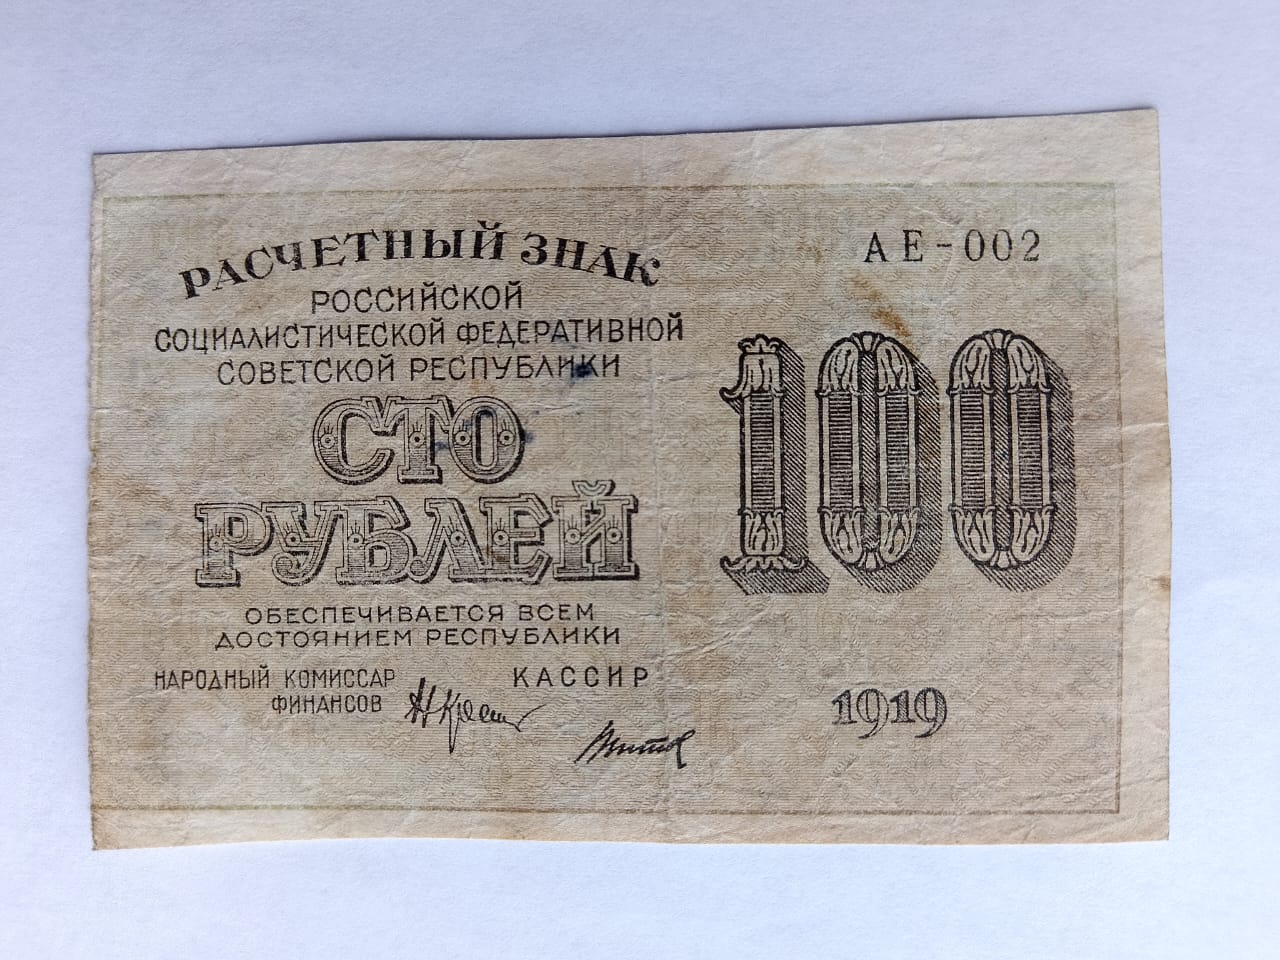 РАСЧЕТНЫЙ ЗНАК
РОССИЙСКОЙ
СОЦИАЛИСТИЧЕСКОЙ ФЕДЕРАТИВНОЙ
СОВЕТСКОЙ РЕСПУБЛИКИ
СТО
РУБЛЕЙ
ОБЕСПЕЧИВАЕТСЯ ВСЕМ
ДОСТОЯНИЕМ РЕСПУБЛИКИ
НАРОДНЫЙ КОМИССАР
ФИНАНСОВ
КАССИР
АЕ-002
100
1919